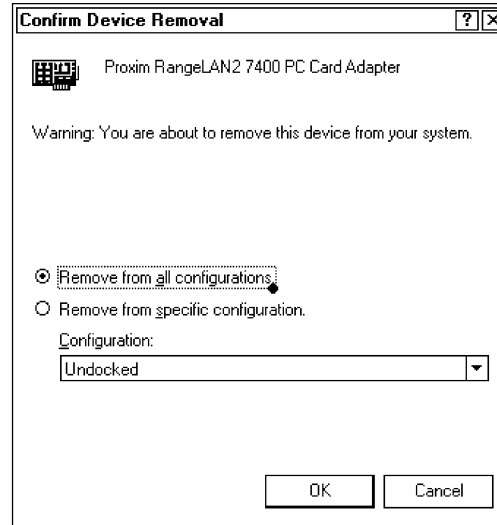 Confirm Device Removal
Proxim RangeLAN2 7400 PC Card Adapter
Warning: You are about to remove this device from your system.
Remove from all configurations.
Remove from specific configuration.
Configuration:
Undocked
OK
Cancel